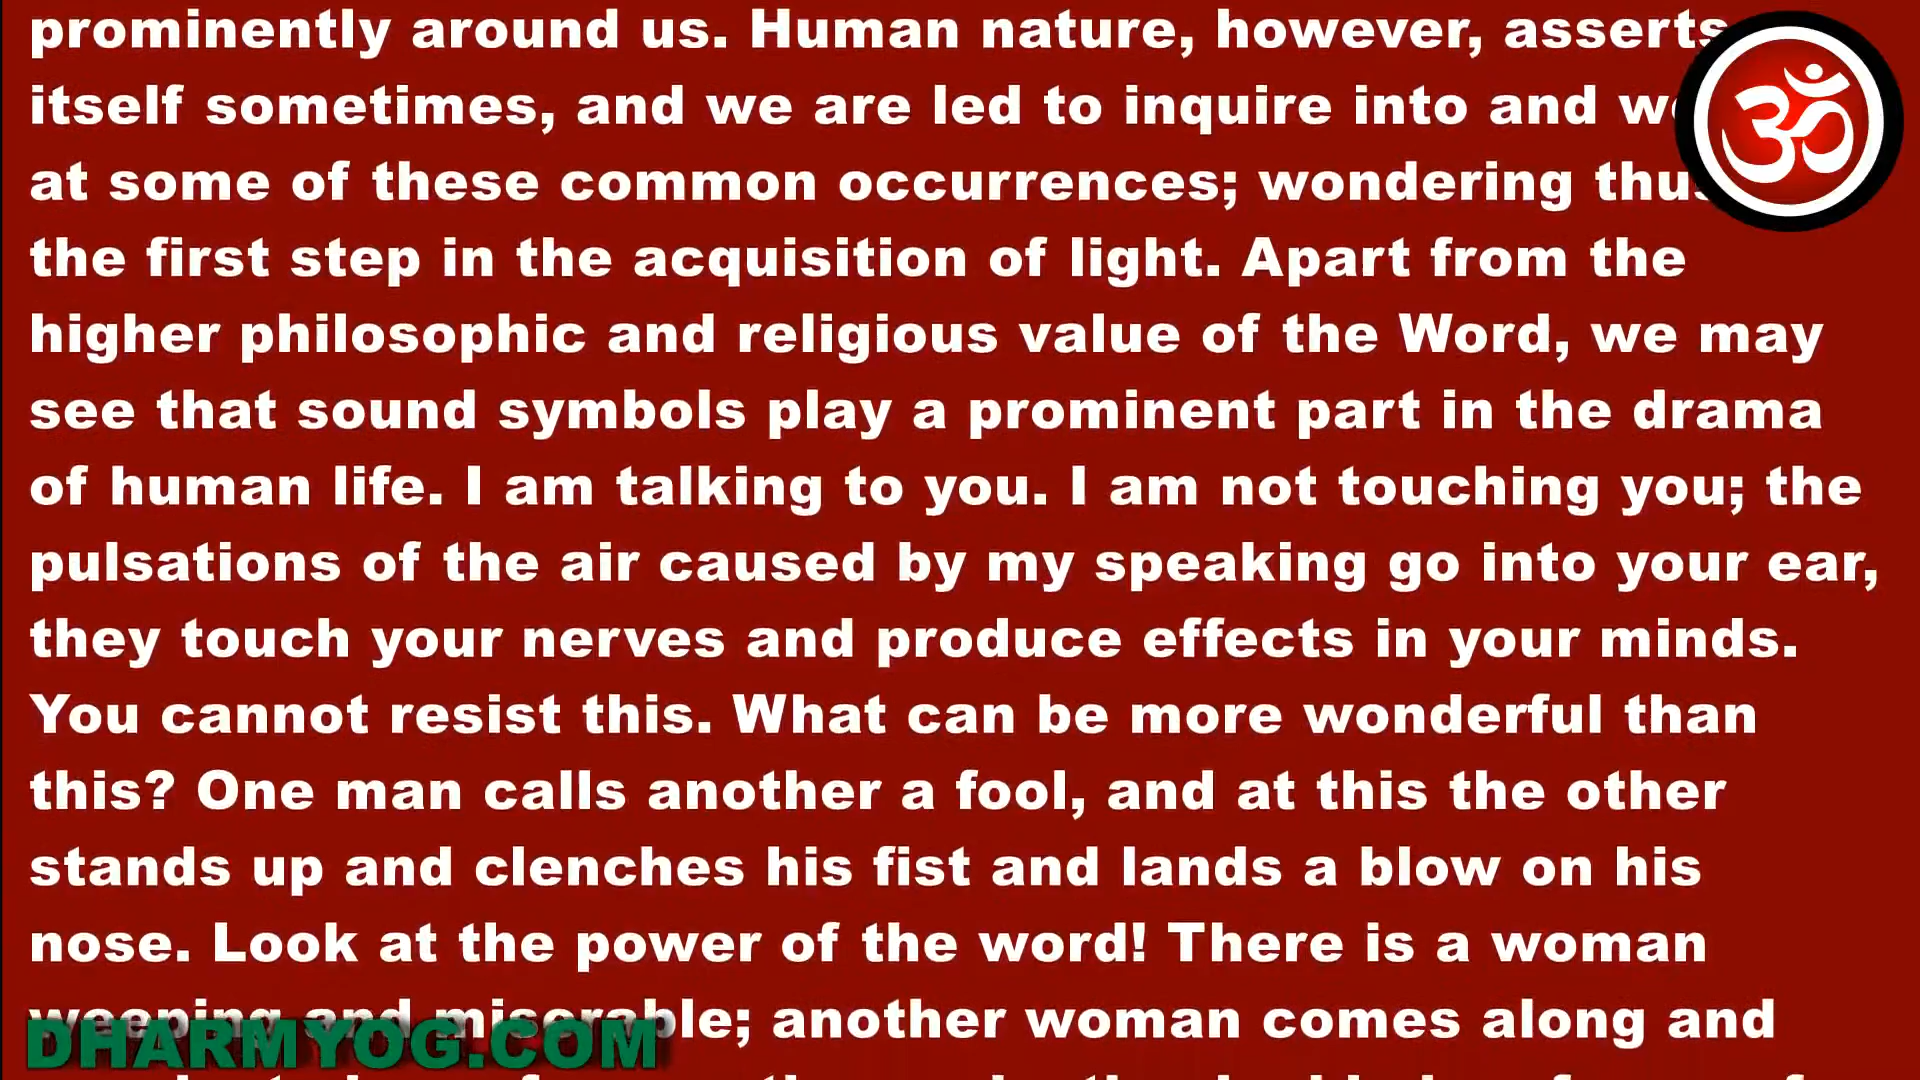 prominently around us. Human nature, however, asserts
itself sometimes, and we are led to inquire into and
at some of these common occurrences; wondering thus
the first step in the acquisition of light. Apart from the
higher philosophic and religious value of the Word, we may
see that sound symbols play a prominent part in the drama
of human life. I am talking to you. I am not touching you; the
pulsations of the air caused by my speaking go into your ear,
they touch your nerves and produce effects in your minds.
You cannot resist this. What can be more wonderful than
this? One man calls another a fool, and at this the other
stands up and clenches his fist and lands a blow on his
nose. Look at the power of the word! There is a woman
weeping and miserable; another woman comes along and
DHARMYOG.COM
ॐ